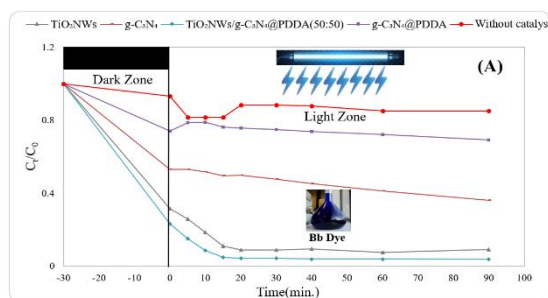 TiO₂NWs g-C₃N₄ TiO₂NWs/g-C₃N₄@PDDA(50:50) g-C₃N₄@PDDA Without catalys
1.2
(A)
Dark Zone
Light Zone
0.8
Cₜ/C₀
0.4
Bb Dye
0
-30 -20 -10 0 10 20 30 40 50 60 70 80 90 100
Time(min.)